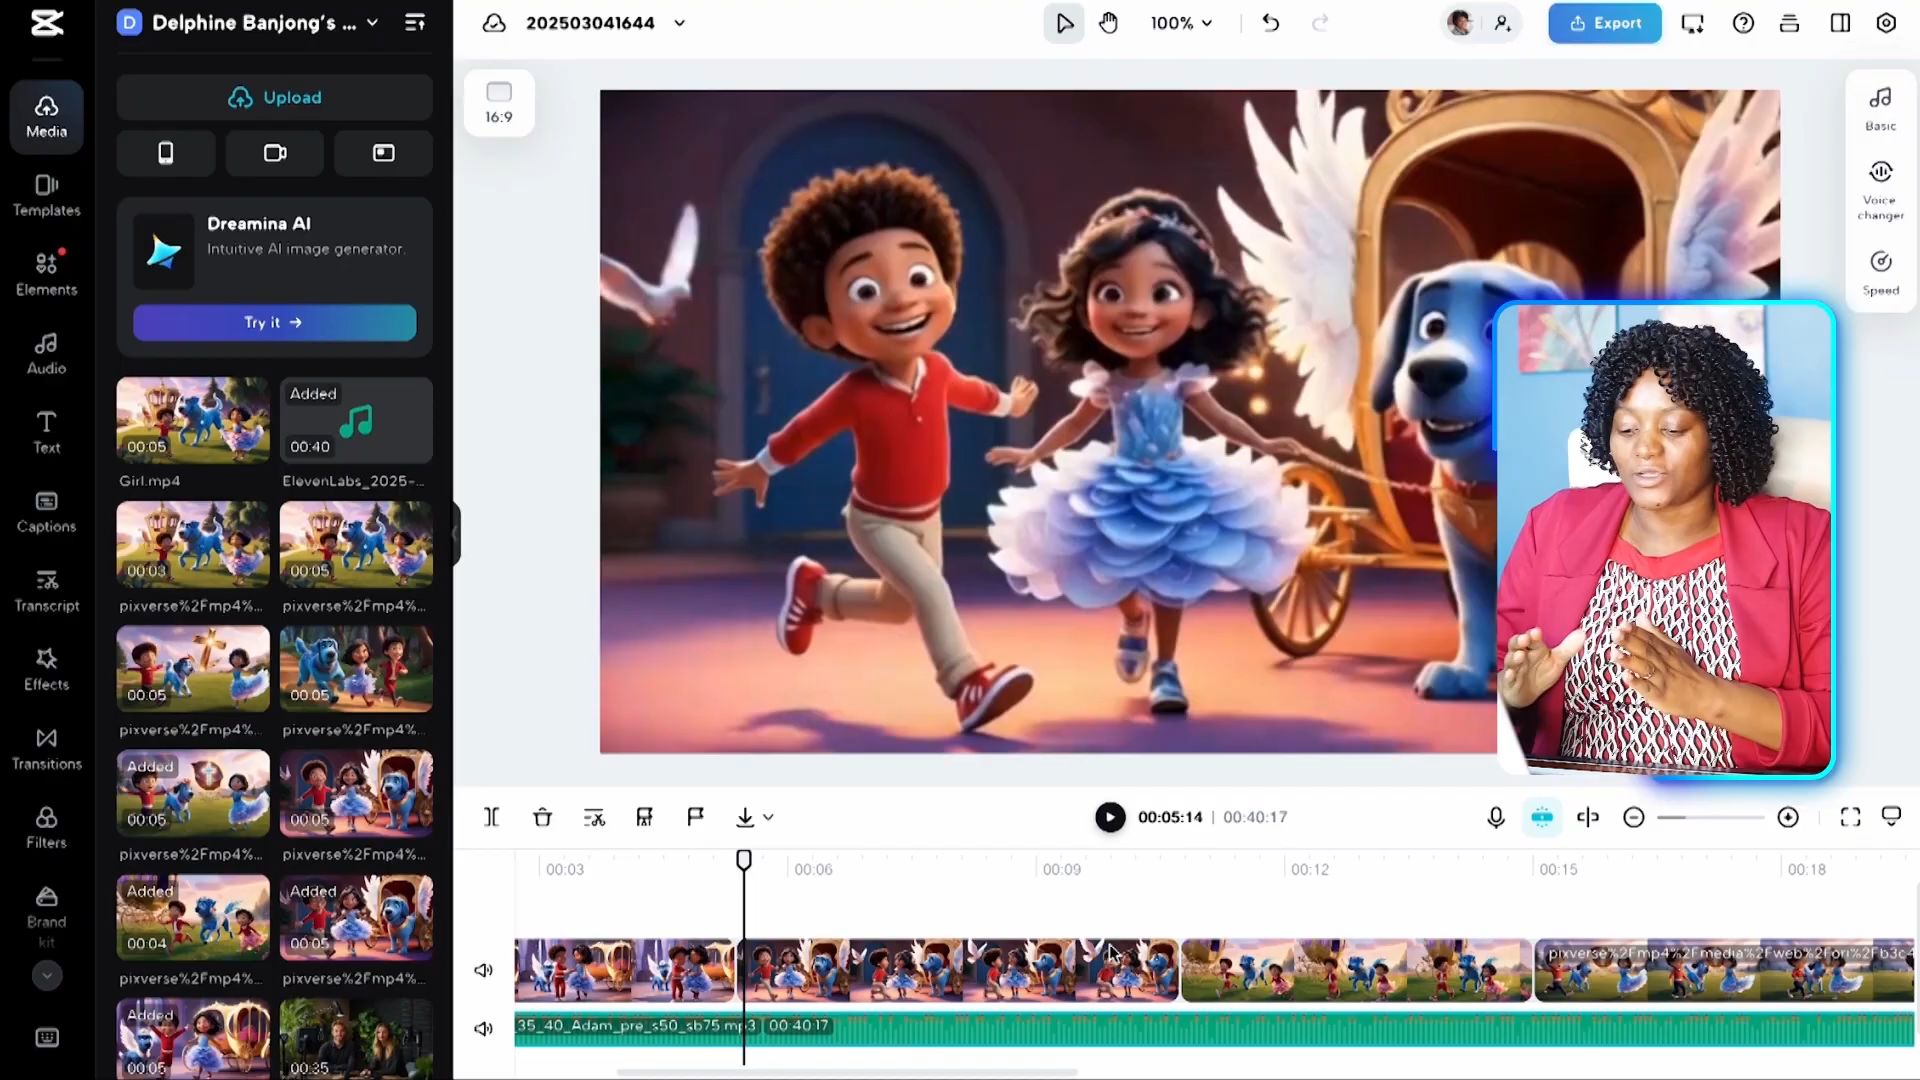 D Delphine Banjong's ...
202503041644
100%
Export
Media
Templates
Elements
Audio
Text
Captions
Transcript
Effects
Transitions
Filters
Brand
kit
Upload
Dreamina AI
Intuitive AI image generator.
Try it →
00:05
Added
00:40
Girl.mp4
ElevenLabs_2025-...
00:03
00:05
pixverse%2Fmp4%...
pixverse%2Fmp4%...
00:05
00:05
pixverse%2Fmp4%...
pixverse%2Fmp4%...
Added
00:05
00:05
pixverse%2Fmp4%...
pixverse%2Fmp4%...
Added
Added
00:04
00:05
pixverse%2Fmp4%...
pixverse%2Fmp4%...
Added
00:05
00:35
16:9
Basic
Voice
changer
Speed
00:05:14 | 00:40:17
00:03
00:06
00:09
00:12
00:15
00:18
pixverse%2Fmp4%2Fmedia%2Fweb%2Fori%2Fb3c4
35_40_Adam_pre_s50_sb75 mp3
00:40:17